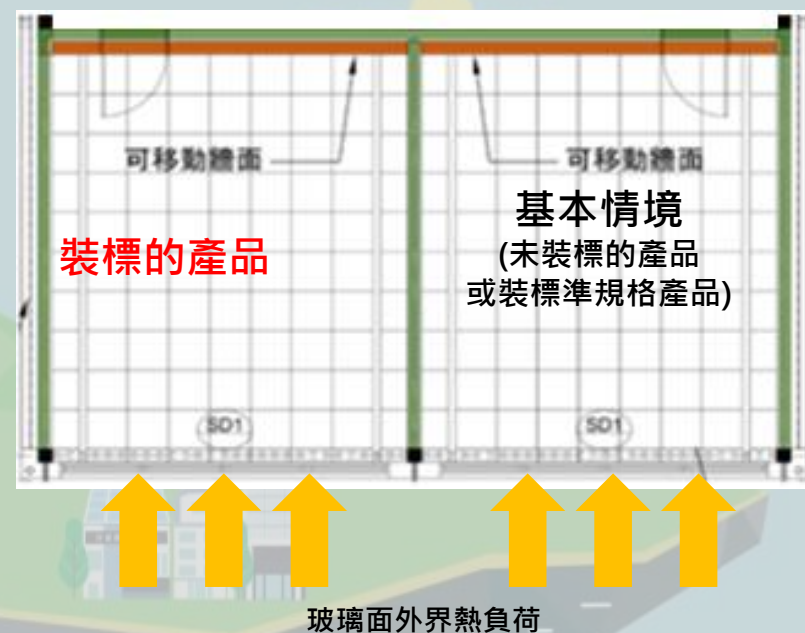 可移動牆面
可移動牆面
裝標的產品
基本情境
(未裝標的產品
或裝標準規格產品)
SD1
SD1
玻璃面外界熱負荷